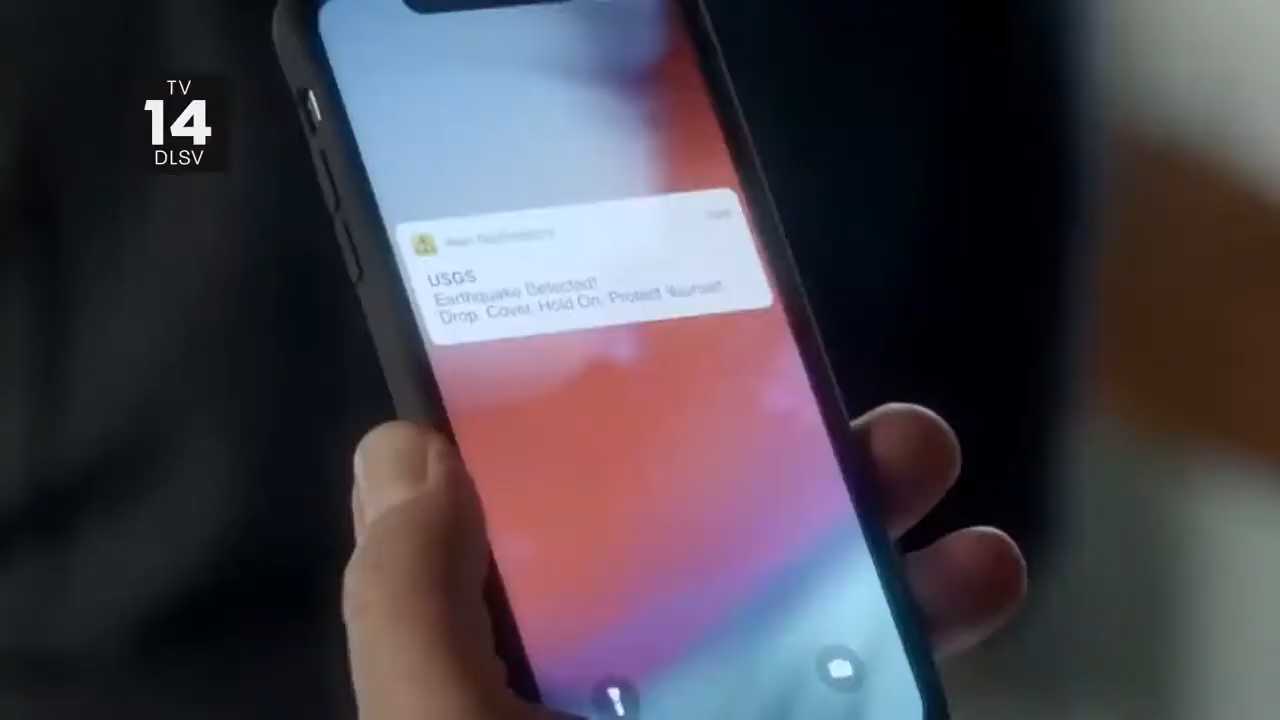 TV
14
DLSV
USGS
Earthquake Detected!
Drop. Cover. Hold On. Protect Yourself.